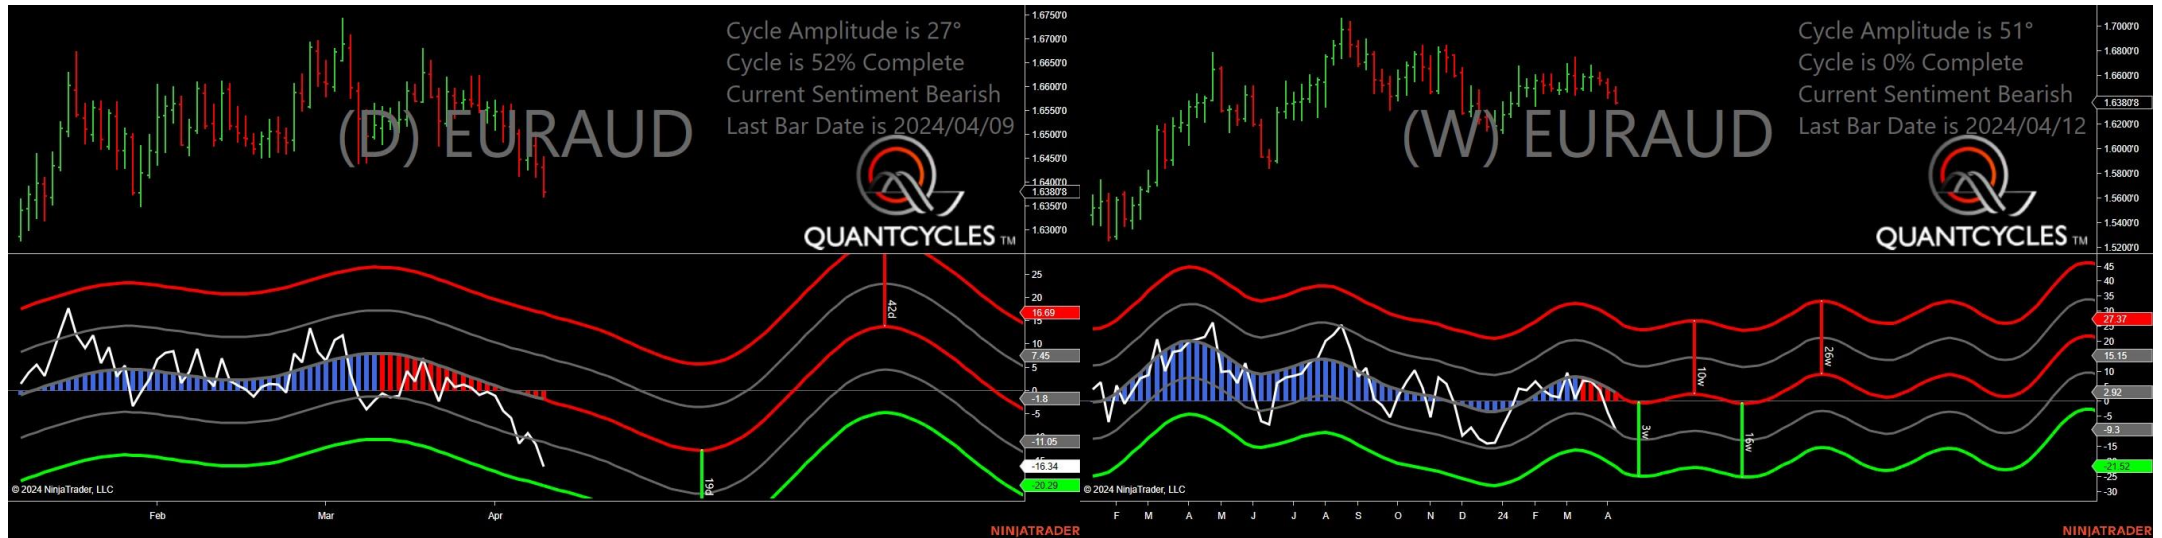 Cycle Amplitude is 27°
Cycle is 52% Complete
Current Sentiment Bearish
Last Bar Date is 2024/04/09
(D) EURAUD
QUANTCYCLES TM
1.6750'0
1.6700'0
1.6650'0
1.6600'0
1.6550'0
1.6500'0
1.6450'0
1.6400'0
1.6380'8
1.6350'0
1.6300'0
25
20
16.69
15
7.45
5
0
-1.8
-5
-11.05
-16.34
-20.29
42d
19d
© 2024 NinjaTrader, LLC
Feb Mar Apr
NINJATRADER
Cycle Amplitude is 51°
Cycle is 0% Complete
Current Sentiment Bearish
Last Bar Date is 2024/04/12
(W) EURAUD
QUANTCYCLES TM
1.7000'0
1.6800'0
1.6600'0
1.6380'8
1.6200'0
1.6000'0
1.5800'0
1.5600'0
1.5400'0
1.5200'0
45
40
35
30
27.37
25
20
15.15
10
2.92
0
-5
-9.3
-15
-21.52
-25
-30
10w
26w
3w
16w
© 2024 NinjaTrader, LLC
F M A M J J A S O N D 24 F M A
NINJATRADER